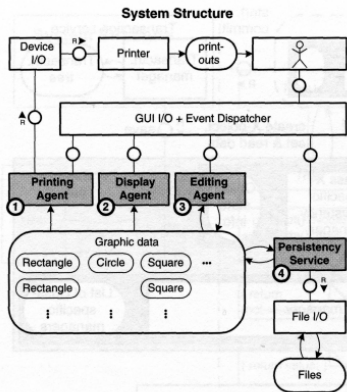 System Structure
Device
I/O
R
Printer
print-
outs
R
GUI I/O + Event Dispatcher
Printing
Agent
1
Display
Agent
2
Editing
Agent
3
Graphic data
Rectangle
Circle
Square
...
Rectangle
Square
Persistency
Service
4
R
File I/O
Files